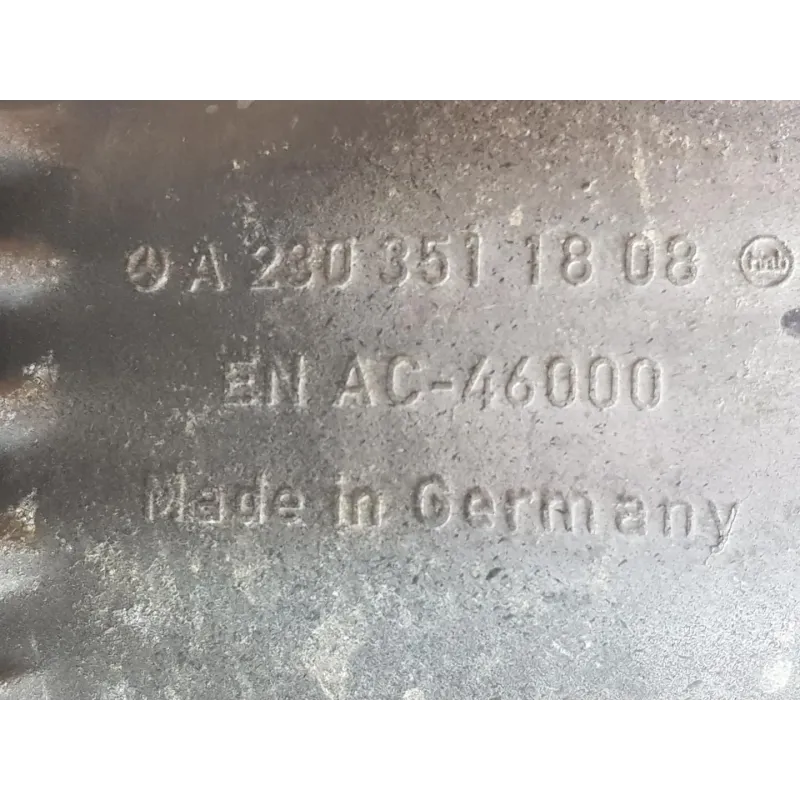 A 230 351 18 08
EN AC-46000
Made in Germany